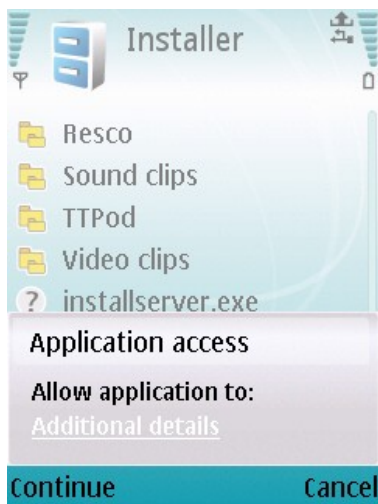 Installer
Resco
Sound clips
TTPod
Video clips
installserver.exe
Application access
Allow application to:
Additional details
Continue Cancel